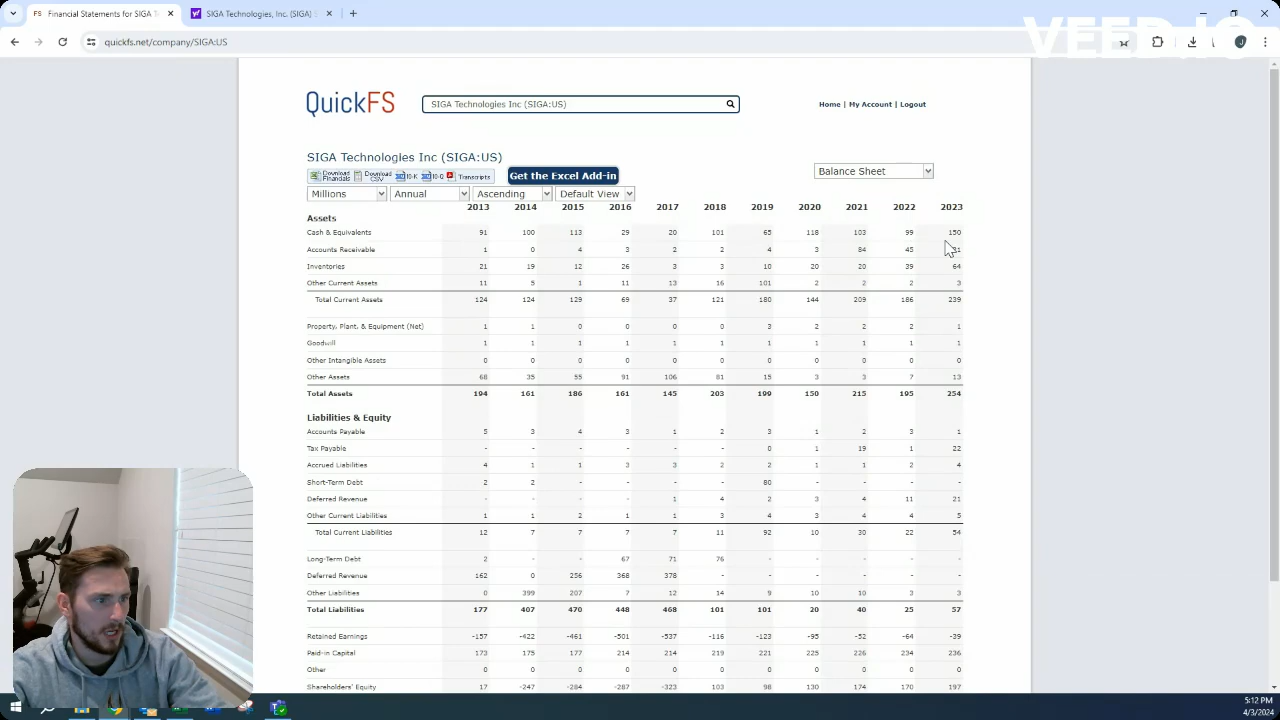 FS Financial Statements for SIGA T
SIGA Technologies, Inc. (SIGA) S
quickfs.net/company/SIGA:US
VEED.IO
QuickFS
SIGA Technologies Inc (SIGA:US)
Home | My Account | Logout
SIGA Technologies Inc (SIGA:US)
Download Financials Download CSV 10-K 10-Q Transcripts Get the Excel Add-in Balance Sheet
Millions Annual Ascending Default View
2013 2014 2015 2016 2017 2018 2019 2020 2021 2022 2023
Assets
Cash & Equivalents 91 100 113 29 20 101 65 118 103 99 150
Accounts Receivable 1 0 4 3 2 2 4 3 84 45
Inventories 21 19 12 26 3 3 10 20 20 39 64
Other Current Assets 11 5 1 11 13 16 101 2 2 2 3
Total Current Assets 124 124 129 69 37 121 180 144 209 186 239
Property, Plant, & Equipment (Net) 1 1 0 0 0 0 3 2 2 2 1
Goodwill 1 1 1 1 1 1 1 1 1 1 1
Other Intangible Assets 0 0 0 0 0 0 0 0 0 0 0
Other Assets 68 35 55 91 106 81 15 3 3 7 13
Total Assets 194 161 186 161 145 203 199 150 215 195 254
Liabilities & Equity
Accounts Payable 5 3 4 3 1 2 3 1 2 3 1
Tax Payable - - - - - - 0 1 19 1 22
Accrued Liabilities 4 1 1 3 3 2 2 1 1 2 4
Short-Term Debt 2 2 - - - - 80 - - - -
Deferred Revenue - - - - 1 4 2 3 4 11 21
Other Current Liabilities 1 1 2 1 1 3 4 3 4 4 5
Total Current Liabilities 12 7 7 7 7 11 92 10 30 22 54
Long-Term Debt 2 - - 67 71 76 - - - - -
Deferred Revenue 162 0 256 368 378 - - - - - -
Other Liabilities 0 399 207 7 12 14 9 10 10 3 3
Total Liabilities 177 407 470 448 468 101 101 20 40 25 57
Retained Earnings -157 -422 -461 -501 -537 -116 -123 -95 -52 -64 -39
Paid-in Capital 173 175 177 214 214 219 221 225 226 234 236
Other 0 0 0 0 0 0 0 0 0 0 0
Shareholders' Equity 17 -247 -284 -287 -323 103 98 130 174 170 197
5:12 PM
4/3/2024